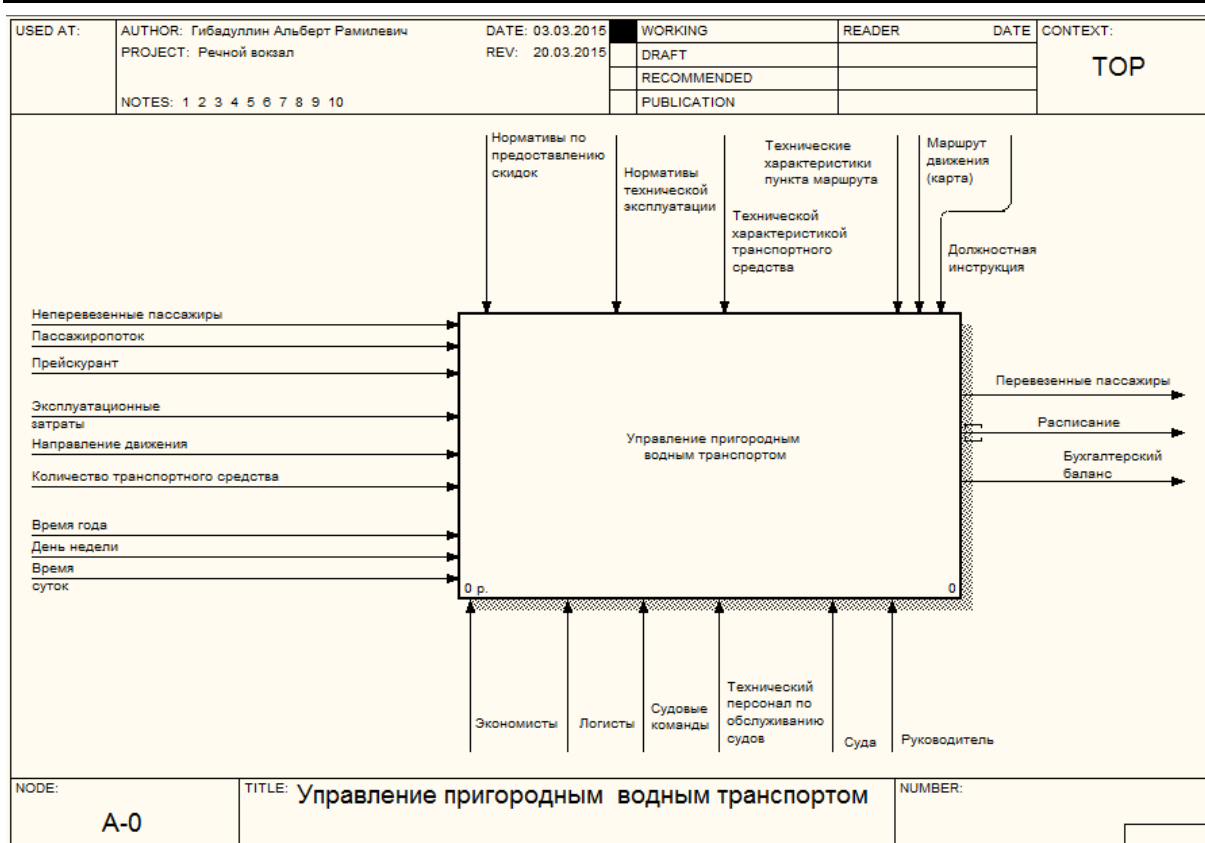 USED AT:
AUTHOR: Гибадуллин Альберт Рамилевич
DATE: 03.03.2015
WORKING
READER
DATE
CONTEXT:
PROJECT: Речной вокзал
REV: 20.03.2015
DRAFT
TOP
RECOMMENDED
NOTES: 1 2 3 4 5 6 7 8 9 10
PUBLICATION
Нормативы по
предоставлению
скидок
Нормативы
технической
эксплуатации
Технической
характеристикой
транспортного
средства
Технические
характеристики
пункта маршрута
Маршрут
движения
(карта)
Должностная
инструкция
Неперевезенные пассажиры
Пассажиропоток
Прейскурант
Эксплуатационные
затраты
Направление движения
Количество транспортного средства
Время года
День недели
Время
суток
Управление пригородным
водным транспортом
0 р.
0
Перевезенные пассажиры
Расписание
Бухгалтерский
баланс
Экономисты
Логисты
Судовые
команды
Технический
персонал по
обслуживанию
судов
Суда
Руководитель
NODE:
A-0
TITLE: Управление пригородным водным транспортом
NUMBER: